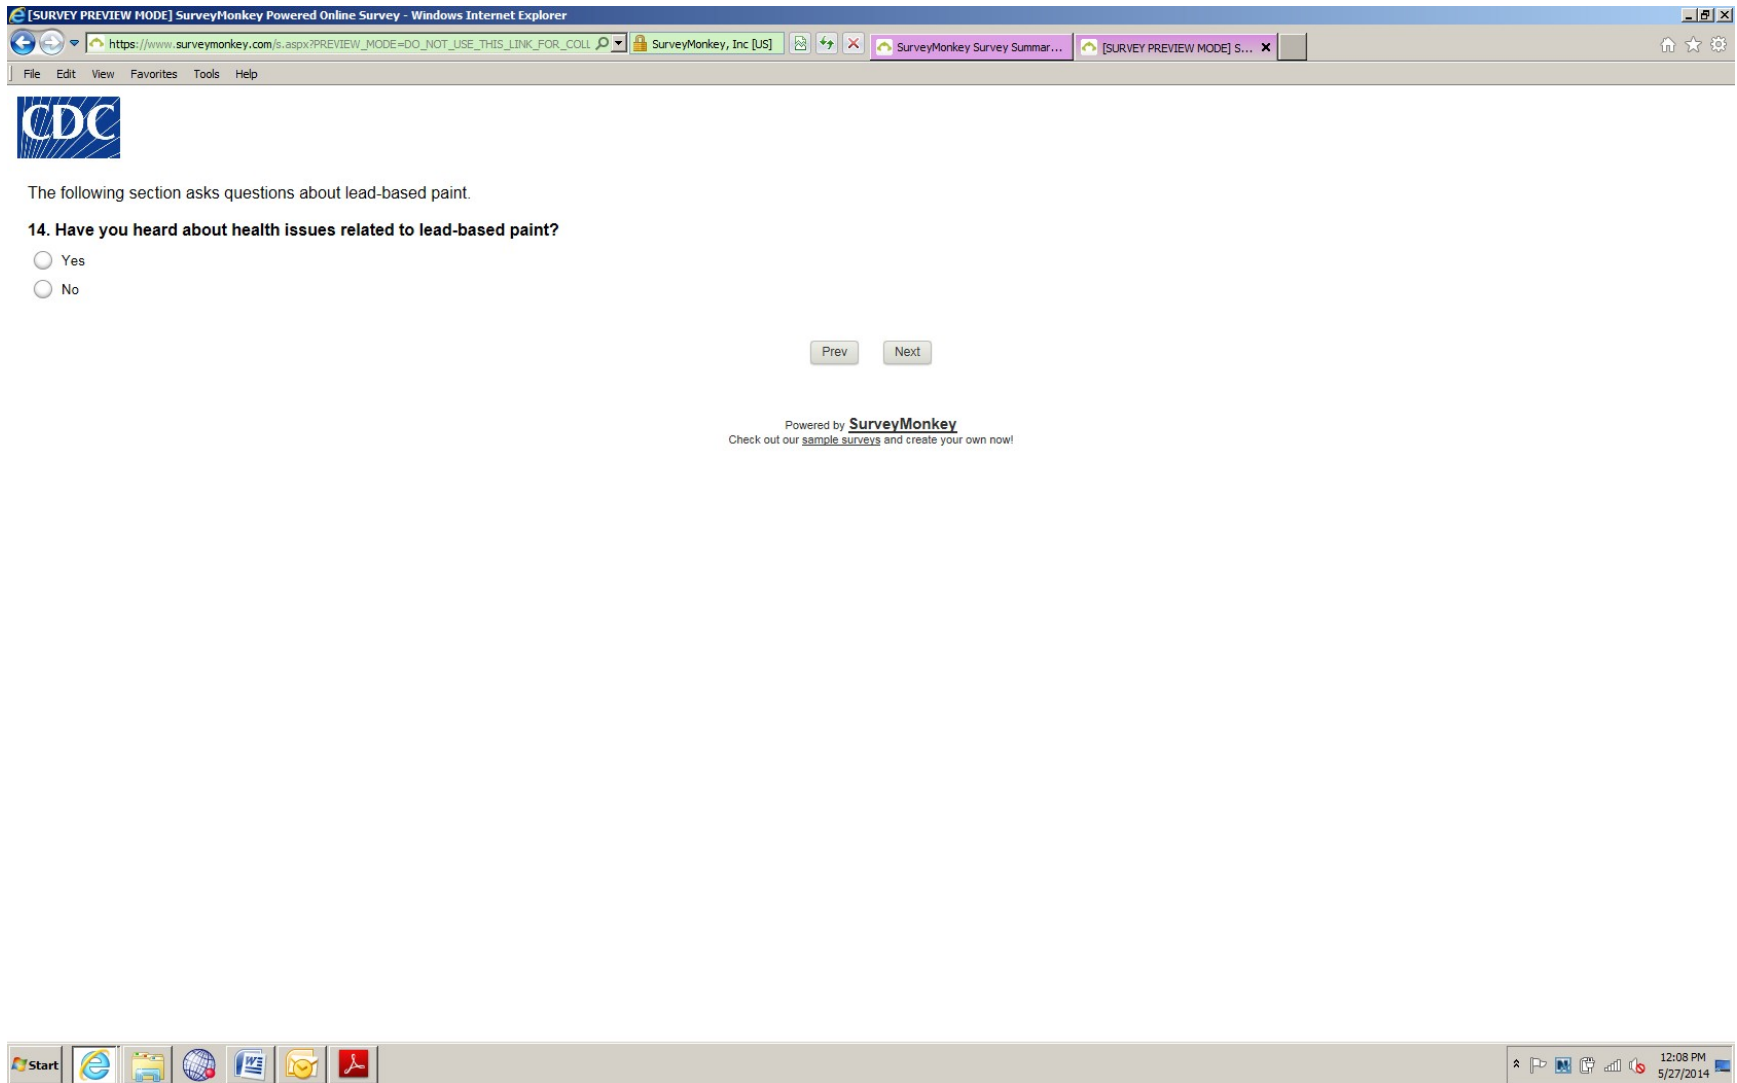 [SURVEY PREVIEW MODE] SurveyMonkey Powered Online Survey - Windows Internet Explorer
https://www.surveymonkey.com/s.aspx?PREVIEW_MODE=DO_NOT_USE_THIS_LINK_FOR_COLL SurveyMonkey, Inc [US] SurveyMonkey Survey Summar... [SURVEY PREVIEW MODE] S...
File Edit View Favorites Tools Help
CDC
The following section asks questions about lead-based paint.
14. Have you heard about health issues related to lead-based paint?
Yes
No
Prev Next
Powered by SurveyMonkey
Check out our sample surveys and create your own now!
Start 12:08 PM
5/27/2014